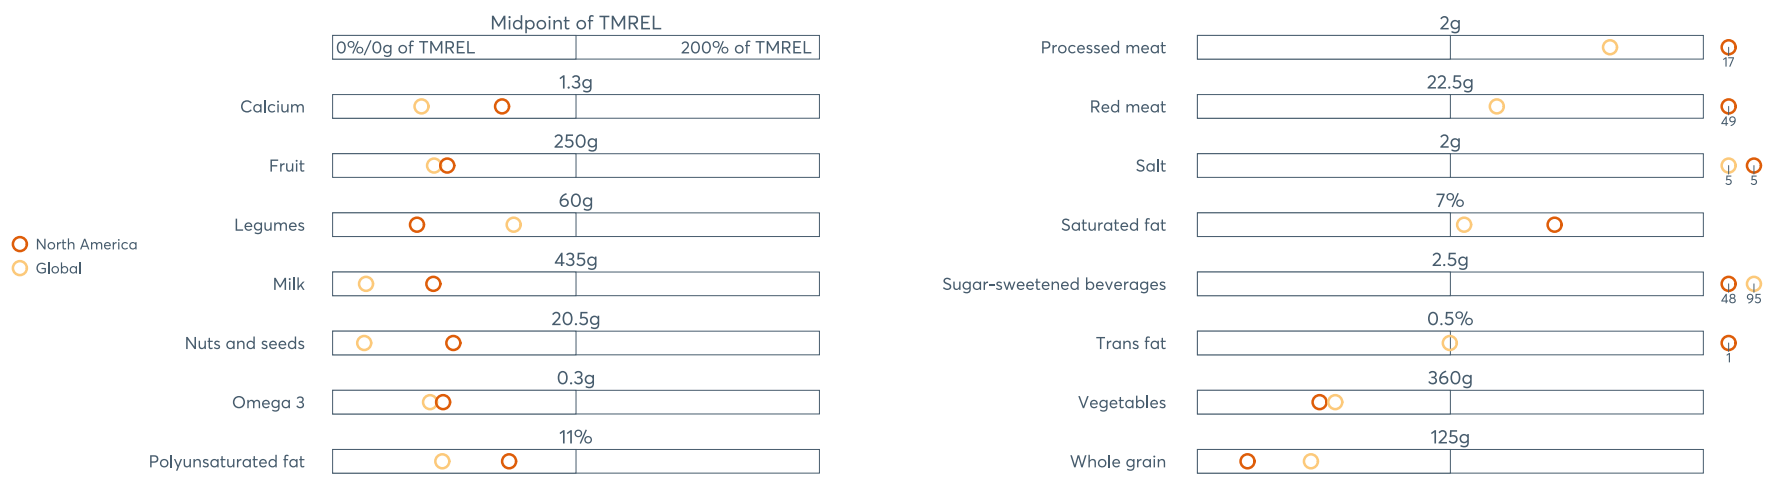 Midpoint of TMREL
0%/0g of TMREL 200% of TMREL
1.3g
Calcium
250g
Fruit
60g
Legumes
North America
Global
435g
Milk
20.5g
Nuts and seeds
0.3g
Omega 3
11%
Polyunsaturated fat
2g
Processed meat
17
22.5g
Red meat
49
2g
Salt
5 5
7%
Saturated fat
2.5g
Sugar-sweetened beverages
48 95
0.5%
Trans fat
1
360g
Vegetables
125g
Whole grain